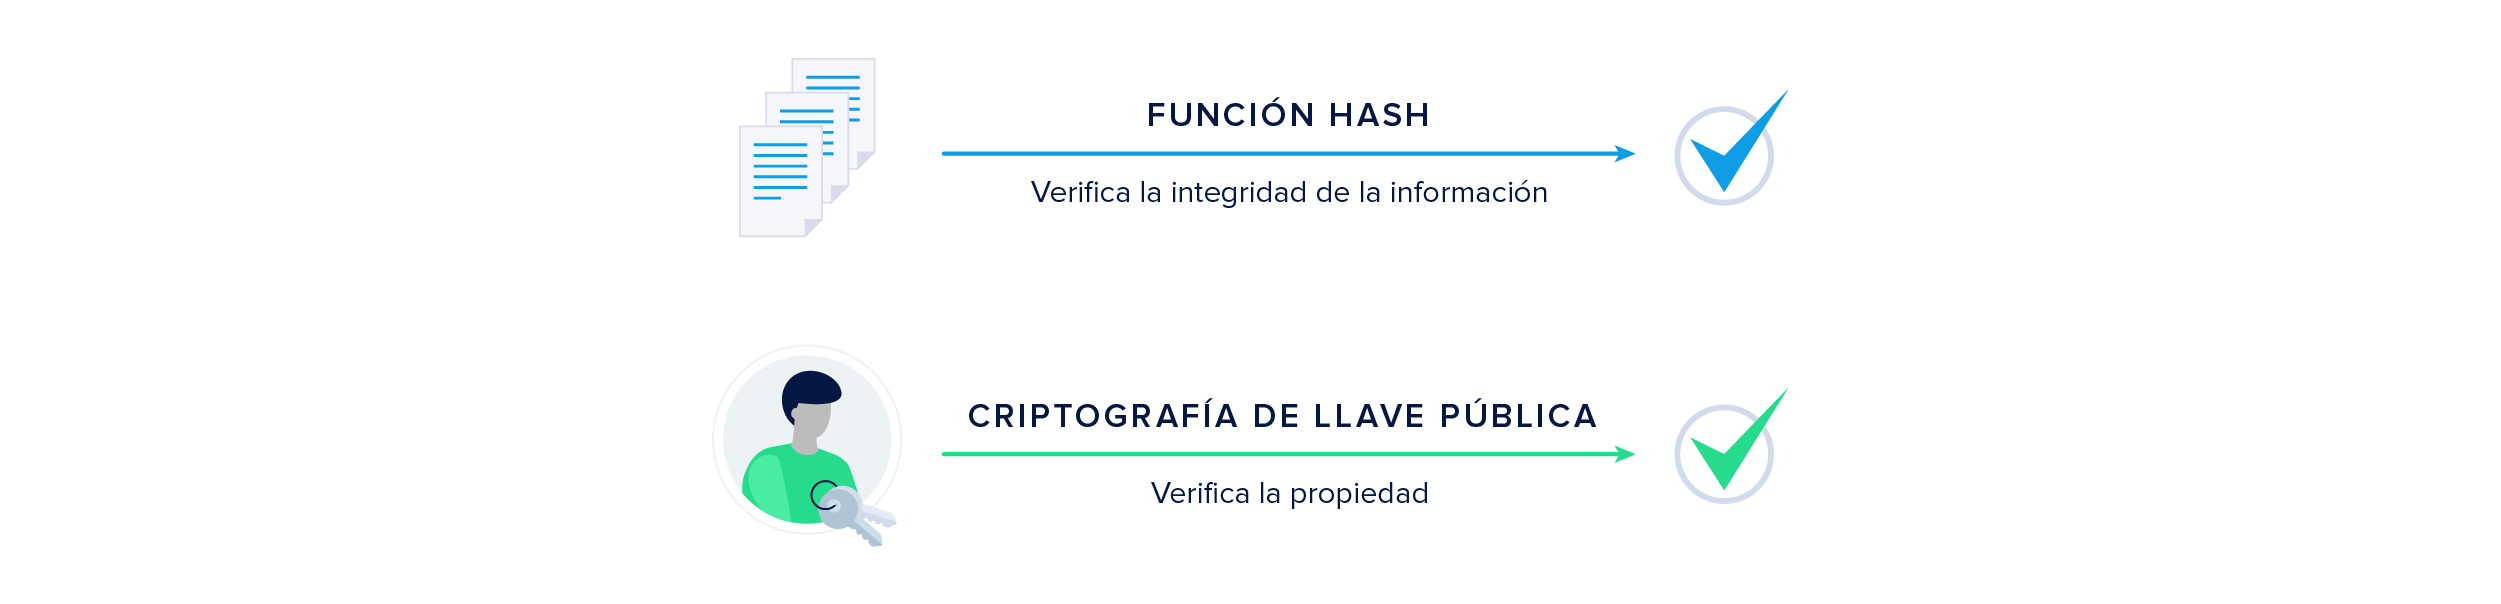 FUNCIÓN HASH
Verifica la integridad de la información
CRIPTOGRAFÍA DE LLAVE PÚBLICA
Verifica la propiedad